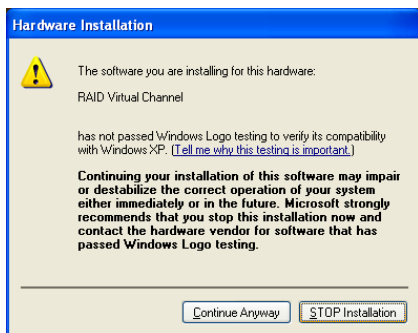 Hardware Installation
The software you are installing for this hardware:
RAID Virtual Channel
has not passed Windows Logo testing to verify its compatibility
with Windows XP. (Tell me why this testing is important.)
Continuing your installation of this software may impair
or destabilize the correct operation of your system
either immediately or in the future. Microsoft strongly
recommends that you stop this installation now and
contact the hardware vendor for software that has
passed Windows Logo testing.
Continue Anyway
STOP Installation